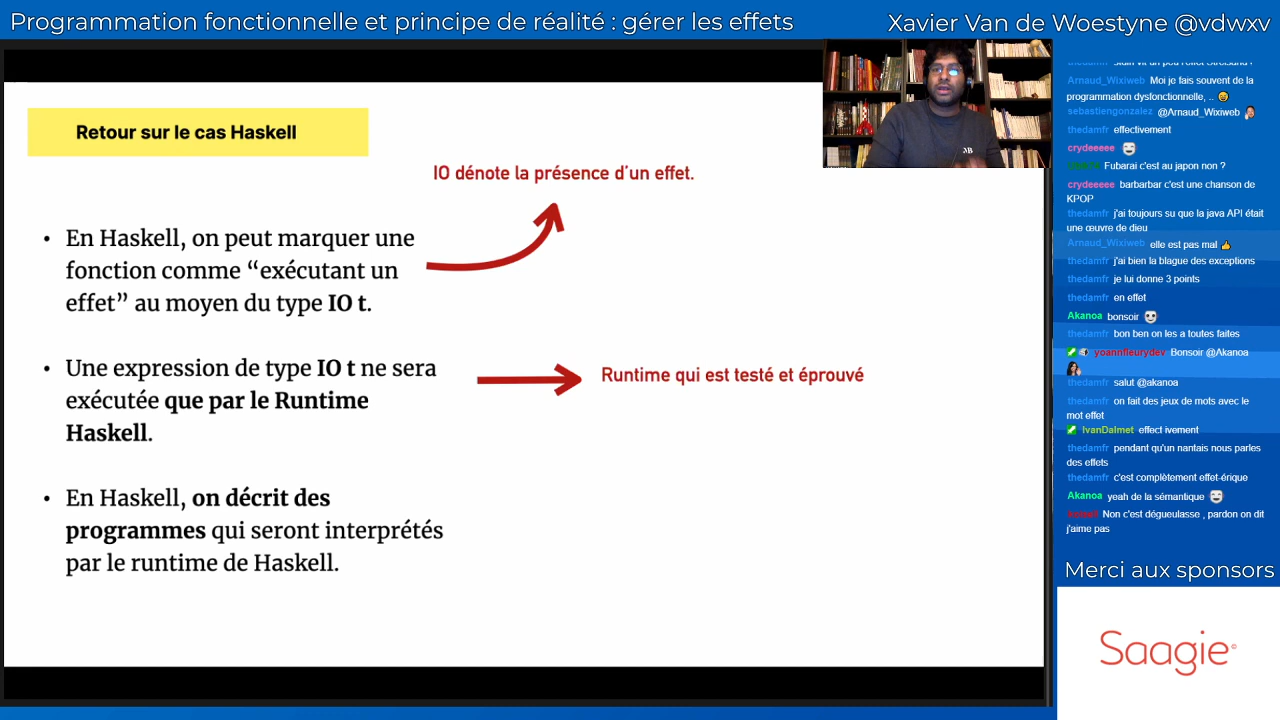 Programmation fonctionnelle et principe de réalité : gérer les effets
Xavier Van de Woestyne @vdwxv
Retour sur le cas Haskell
IO dénote la présence d'un effet.
• En Haskell, on peut marquer une
fonction comme “exécutant un
effet” au moyen du type IO t.
• Une expression de type IO t ne sera
exécutée que par le Runtime
Haskell.
Runtime qui est testé et éprouvé
• En Haskell, on décrit des
programmes qui seront interprétés
par le runtime de Haskell.
Arnaud_Wixiweb Moi je fais souvent de la
programmation dysfonctionnelle, ..
sebastiengonzalez @Arnaud_Wixiweb
thedamfr effectivement
crydeeeee
Fubarai c'est au japon non ?
crydeeeee barbarbar c'est une chanson de
KPOP
thedamfr j'ai toujours su que la java API était
une œuvre de dieu
Arnaud_Wixiweb elle est pas mal
thedamfr j'ai bien la blague des exceptions
thedamfr je lui donne 3 points
thedamfr en effet
Akanoa bonsoir
thedamfr bon ben on les a toutes faites
yoannfleurydev Bonsoir @Akanoa
thedamfr salut @akanoa
thedamfr on fait des jeux de mots avec le
mot effet
IvanDalmet effect ivement
thedamfr pendant qu'un nantais nous parles
des effets
thedamfr c'est complètement effet-érique
Akanoa yeah de la sémantique
Non c'est dégueulasse , pardon on dit
j'aime pas
Merci aux sponsors
Saagie